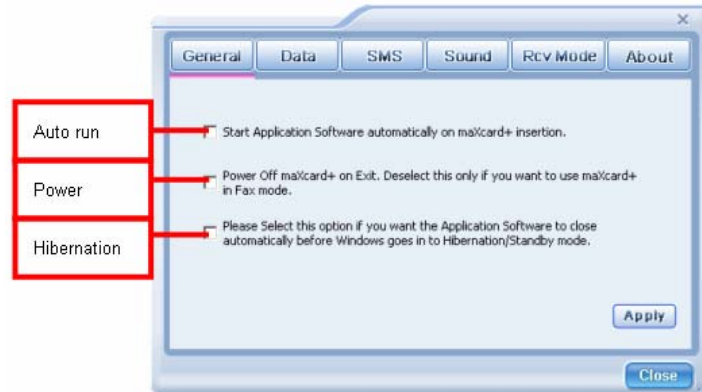 General Data SMS Sound Rcv Mode About
Auto run
Start Application Software automatically on maXcard+ insertion.
Power
Power Off maXcard+ on Exit. Deselect this only if you want to use maXcard+
in Fax mode.
Hibernation
Please Select this option if you want the Application Software to close
automatically before Windows goes in to Hibernation/Standby mode.
Apply
Close